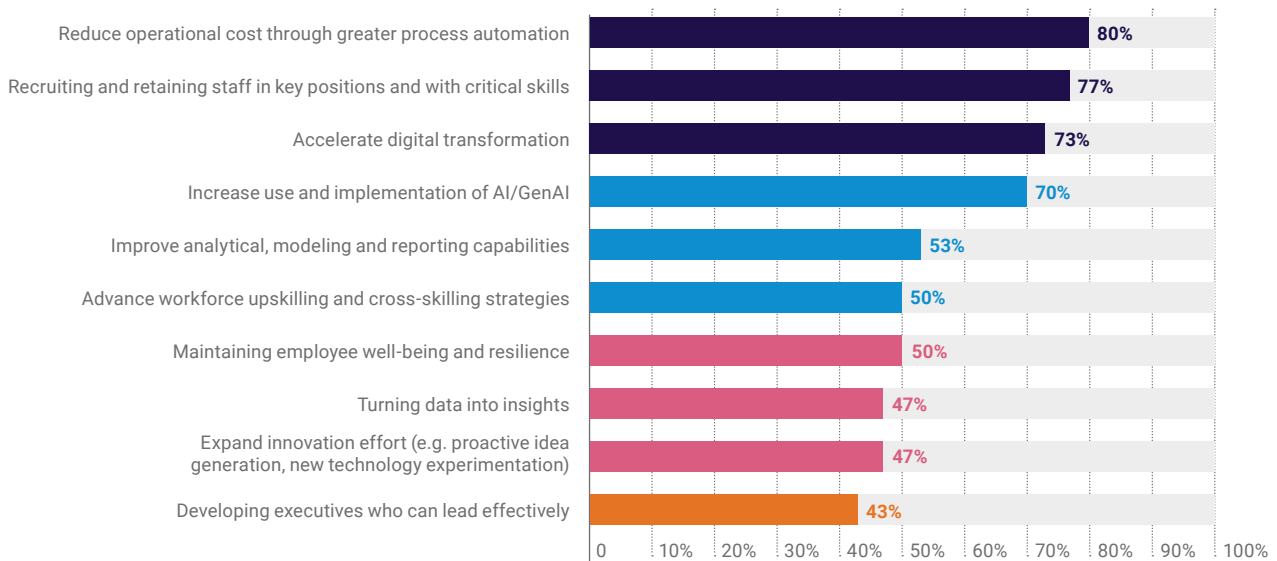 Reduce operational cost through greater process automation 80%
Recruiting and retaining staff in key positions and with critical skills 77%
Accelerate digital transformation 73%
Increase use and implementation of AI/GenAI 70%
Improve analytical, modeling and reporting capabilities 53%
Advance workforce upskilling and cross-skilling strategies 50%
Maintaining employee well-being and resilience 50%
Turning data into insights 47%
Expand innovation effort (e.g. proactive idea
generation, new technology experimentation) 47%
Developing executives who can lead effectively 43%
0 10% 20% 30% 40% 50% 60% 70% 80% 90% 100%